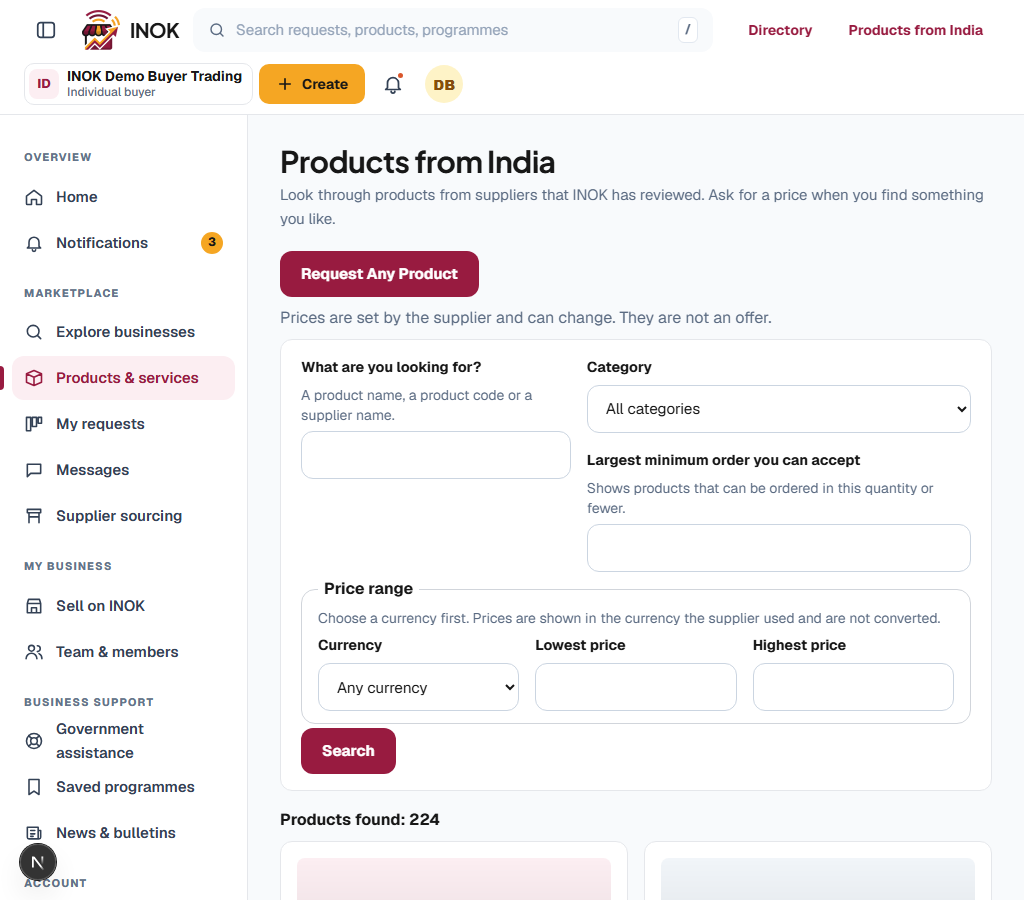 INOK
Search requests, products, programmes
/
Directory
Products from India
ID
INOK Demo Buyer Trading
Individual buyer
Create
DB
OVERVIEW
Home
Notifications
3
MARKETPLACE
Explore businesses
Products & services
My requests
Messages
Supplier sourcing
MY BUSINESS
Sell on INOK
Team & members
BUSINESS SUPPORT
Government
assistance
Saved programmes
News & bulletins
N
ACCOUNT
Products from India
Look through products from suppliers that INOK has reviewed. Ask for a price when you find something
you like.
Request Any Product
Prices are set by the supplier and can change. They are not an offer.
What are you looking for?
A product name, a product code or a
supplier name.
Category
All categories
Largest minimum order you can accept
Shows products that can be ordered in this quantity or
fewer.
Price range
Choose a currency first. Prices are shown in the currency the supplier used and are not converted.
Currency
Lowest price
Highest price
Any currency
Search
Products found: 224